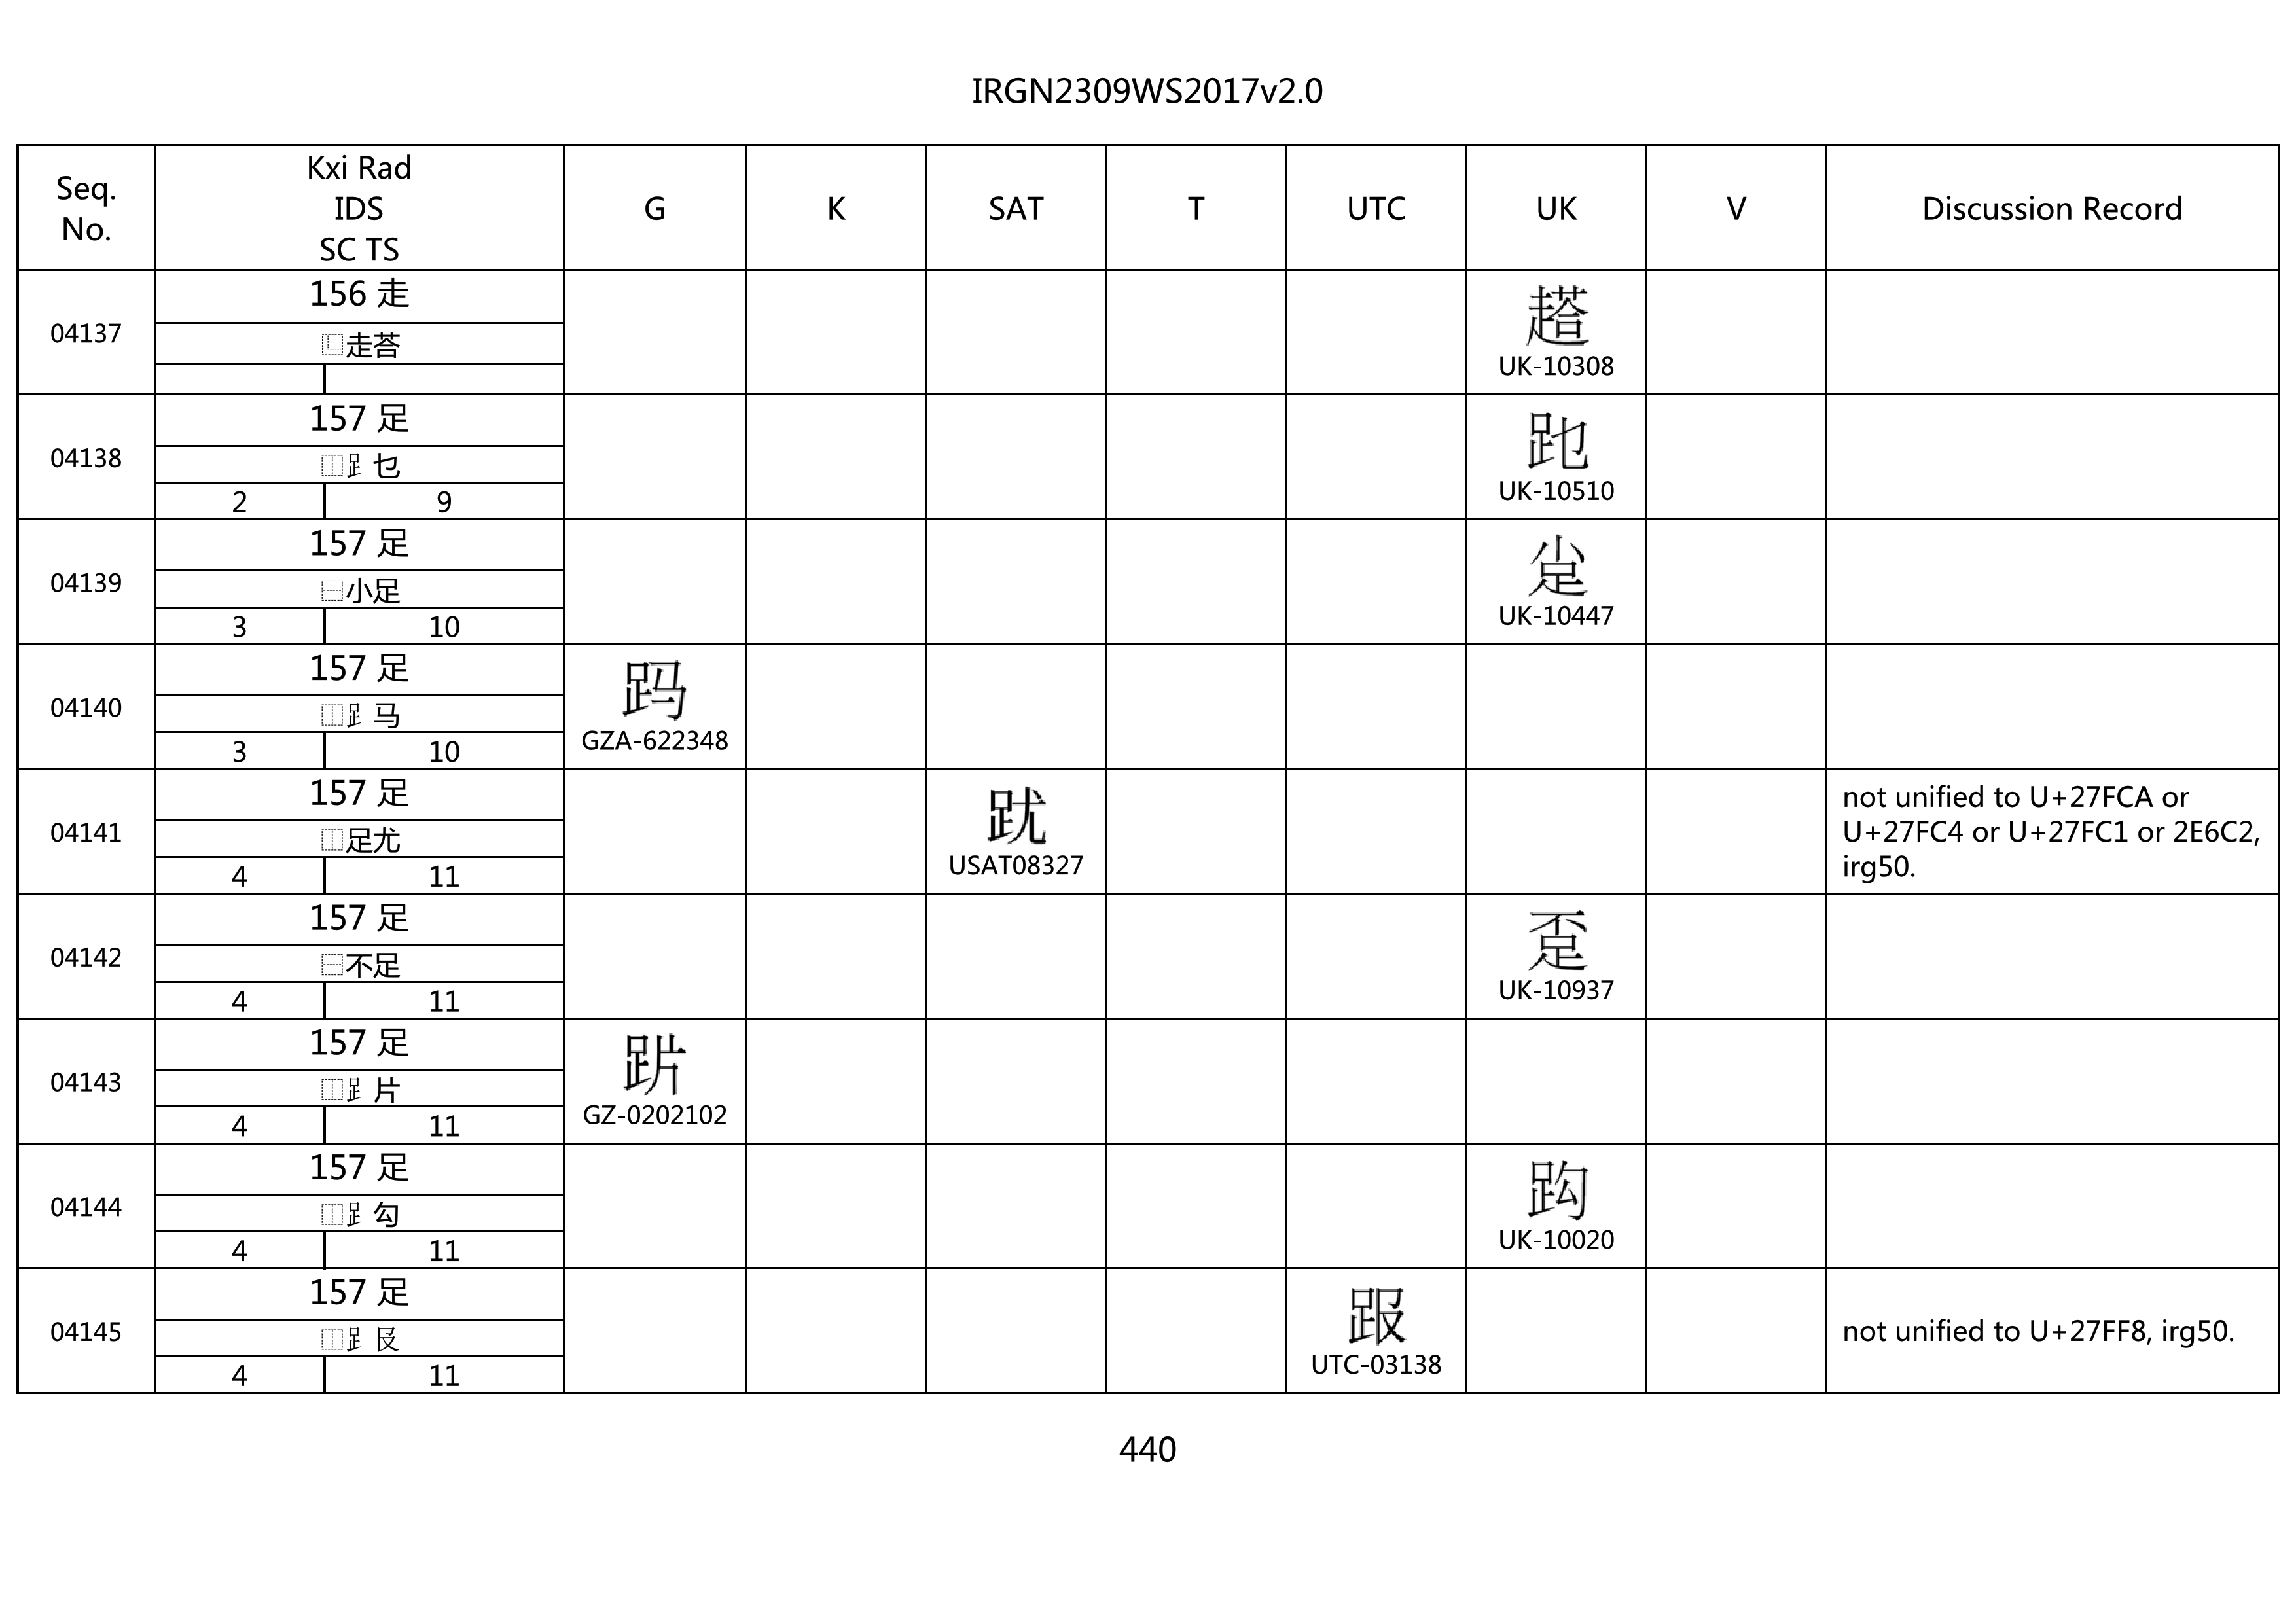 IRGN2309WS2017v2.0
Seq. No.
Kxi Rad IDS SC TS
G
K
SAT
T
UTC
UK
V
Discussion Record
04137
156 走
⿺走荅
UK-10308
04138
157 足
⿰𧾷乜
2 9
UK-10510
04139
157 足
⿱小足
3 10
UK-10447
04140
157 足
⿰𧾷马
3 10
GZA-622348
04141
157 足
⿰足尤
4 11
USAT08327
not unified to U+27FCA or
U+27FC4 or U+27FC1 or 2E6C2,
irg50.
04142
157 足
⿱不足
4 11
UK-10937
04143
157 足
⿰𧾷片
4 11
GZ-0202102
04144
157 足
⿰𧾷勾
4 11
UK-10020
04145
157 足
⿰𧾷
4 11
UTC-03138
not unified to U+27FF8, irg50.
440